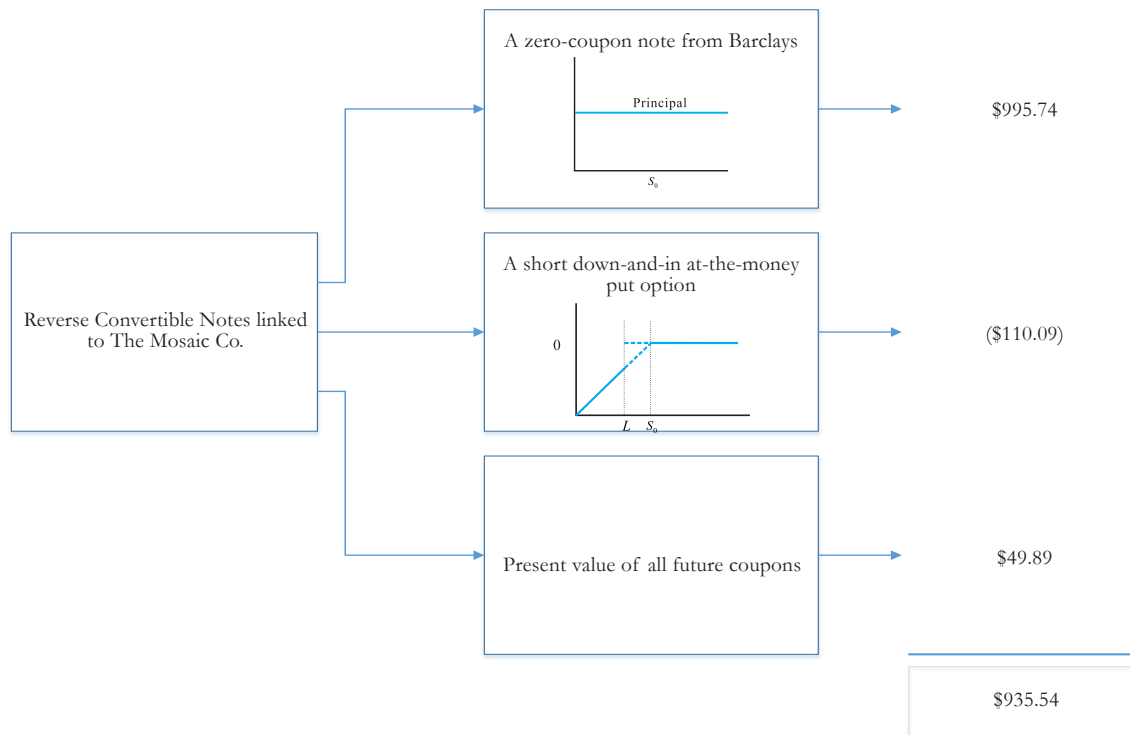 A zero-coupon note from Barclays
Principal
S0
$995.74
Reverse Convertible Notes linked
to The Mosaic Co.
A short down-and-in at-the-money
put option
0
L S0
($110.09)
Present value of all future coupons
$49.89
$935.54